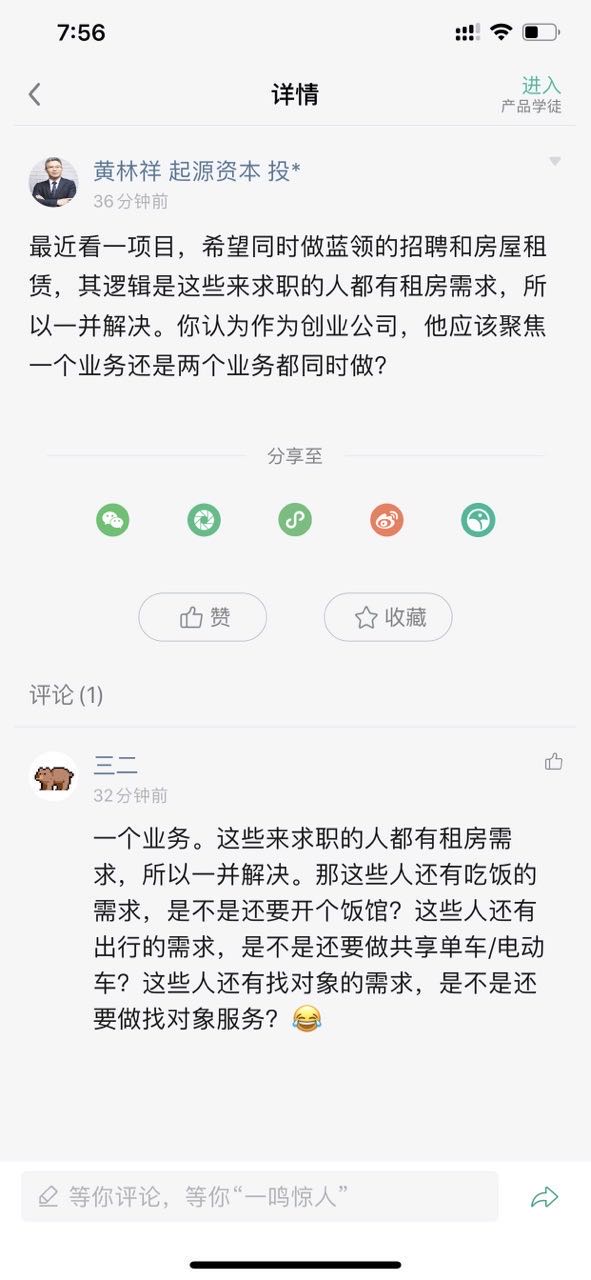 7:56
详情
进入
产品学徒
黄林祥 起源资本 投*
36分钟前
最近看一项目，希望同时做蓝领的招聘和房屋租
赁，其逻辑是这些来求职的人都有租房需求，所
以一并解决。你认为作为创业公司，他应该聚焦
一个业务还是两个业务都同时做？
分享至
赞
收藏
评论 (1)
三二
32分钟前
一个业务。这些来求职的人都有租房需
求，所以一并解决。那这些人还有吃饭的
需求，是不是还要开个饭馆？这些人还有
出行的需求，是不是还要做共享单车/电动
车？这些人还有找对象的需求，是不是还
要做找对象服务？😂
等你评论，等你“一鸣惊人”